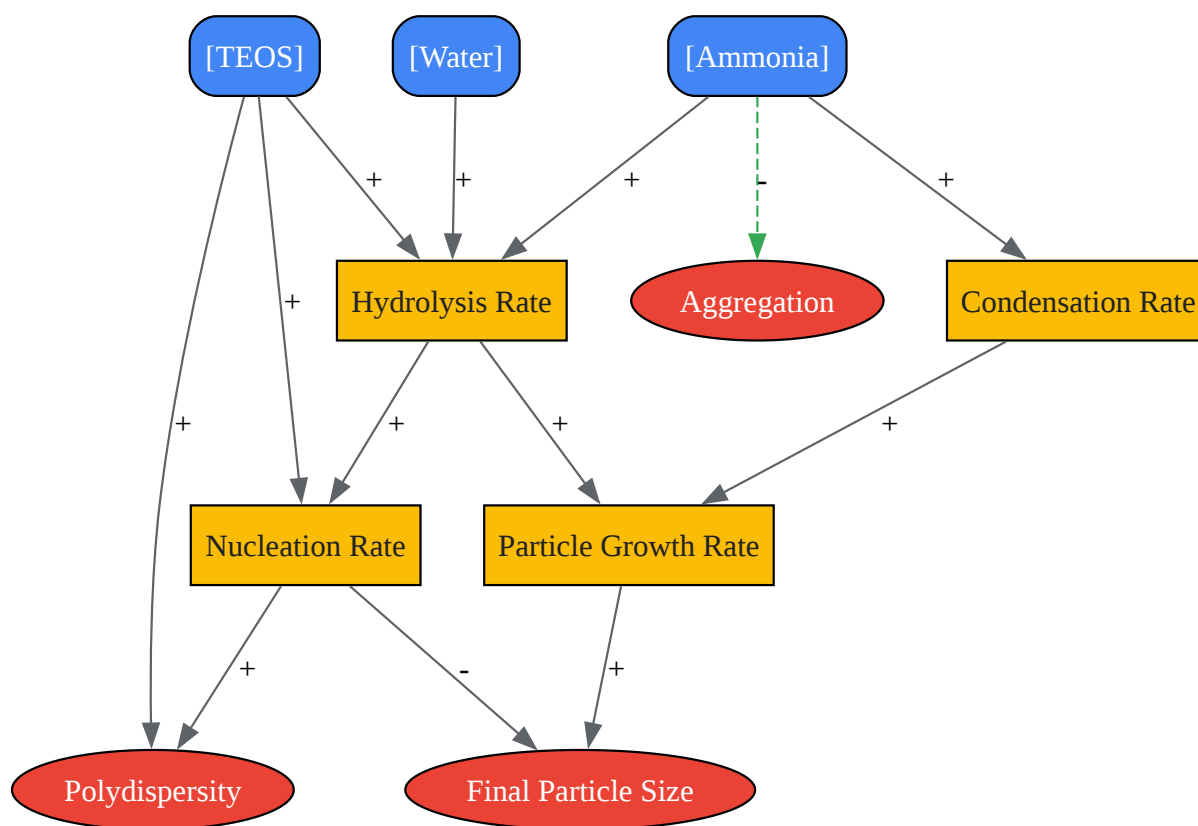 [TEOS]
[Water]
[Ammonia]
+
+
+
-
+
Hydrolysis Rate
Aggregation
Condensation Rate
+
+
+
+
+
Nucleation Rate
Particle Growth Rate
+
-
+
Polydispersity
Final Particle Size